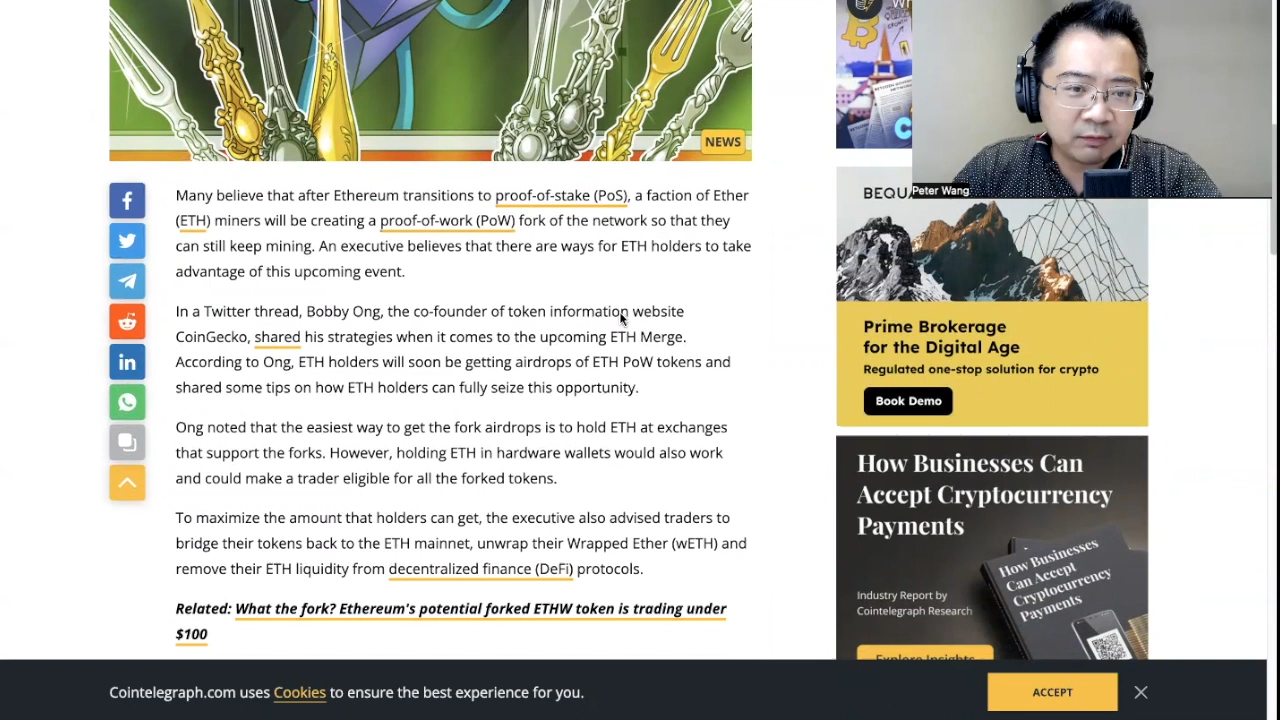 NEWS
Many believe that after Ethereum transitions to proof-of-stake (PoS), a faction of Ether
(ETH) miners will be creating a proof-of-work (PoW) fork of the network so that they
can still keep mining. An executive believes that there are ways for ETH holders to take
advantage of this upcoming event.
In a Twitter thread, Bobby Ong, the co-founder of token information website
CoinGecko, shared his strategies when it comes to the upcoming ETH Merge.
According to Ong, ETH holders will soon be getting airdrops of ETH PoW tokens and
shared some tips on how ETH holders can fully seize this opportunity.
Ong noted that the easiest way to get the fork airdrops is to hold ETH at exchanges
that support the forks. However, holding ETH in hardware wallets would also work
and could make a trader eligible for all the forked tokens.
To maximize the amount that holders can get, the executive also advised traders to
bridge their tokens back to the ETH mainnet, unwrap their Wrapped Ether (wETH) and
remove their ETH liquidity from decentralized finance (DeFi) protocols.
Related: What the fork? Ethereum's potential forked ETHW token is trading under
$100
Peter Wang
Prime Brokerage
for the Digital Age
Regulated one-stop solution for crypto
Book Demo
How Businesses Can
Accept Cryptocurrency
Payments
How Businesses
Can Accept
Cryptocurrency
Payments
Industry Report by
Cointelegraph Research
Explore Insights
Cointelegraph.com uses Cookies to ensure the best experience for you.
ACCEPT